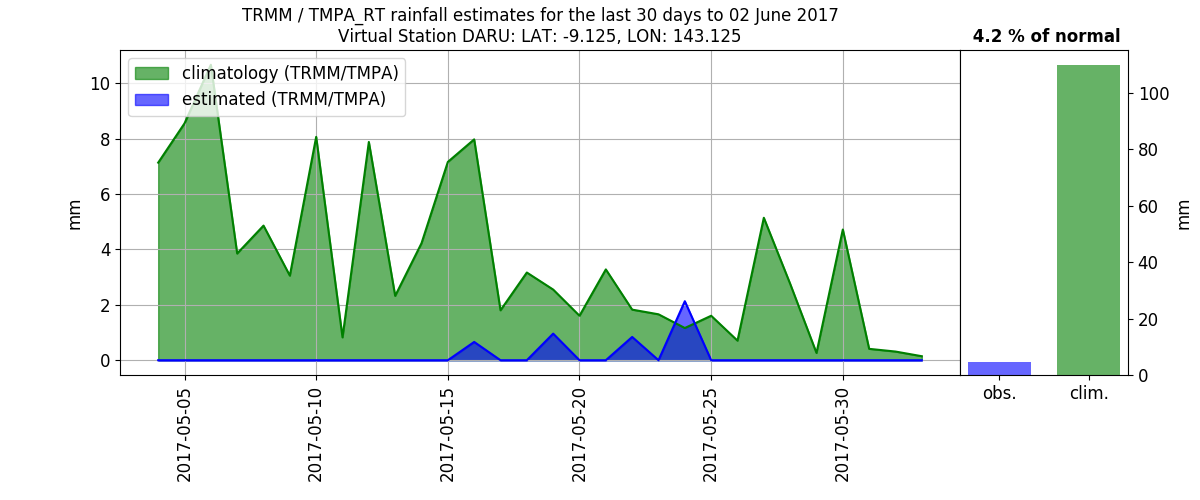 TRMM / TMPA_RT rainfall estimates for the last 30 days to 02 June 2017
Virtual Station DARU: LAT: -9.125, LON: 143.125
4.2 % of normal
climatology (TRMM/TMPA)
estimated (TRMM/TMPA)
10
8
6
4
2
0
mm
2017-05-05
2017-05-10
2017-05-15
2017-05-20
2017-05-25
2017-05-30
100
80
60
40
20
0
mm
obs.
clim.